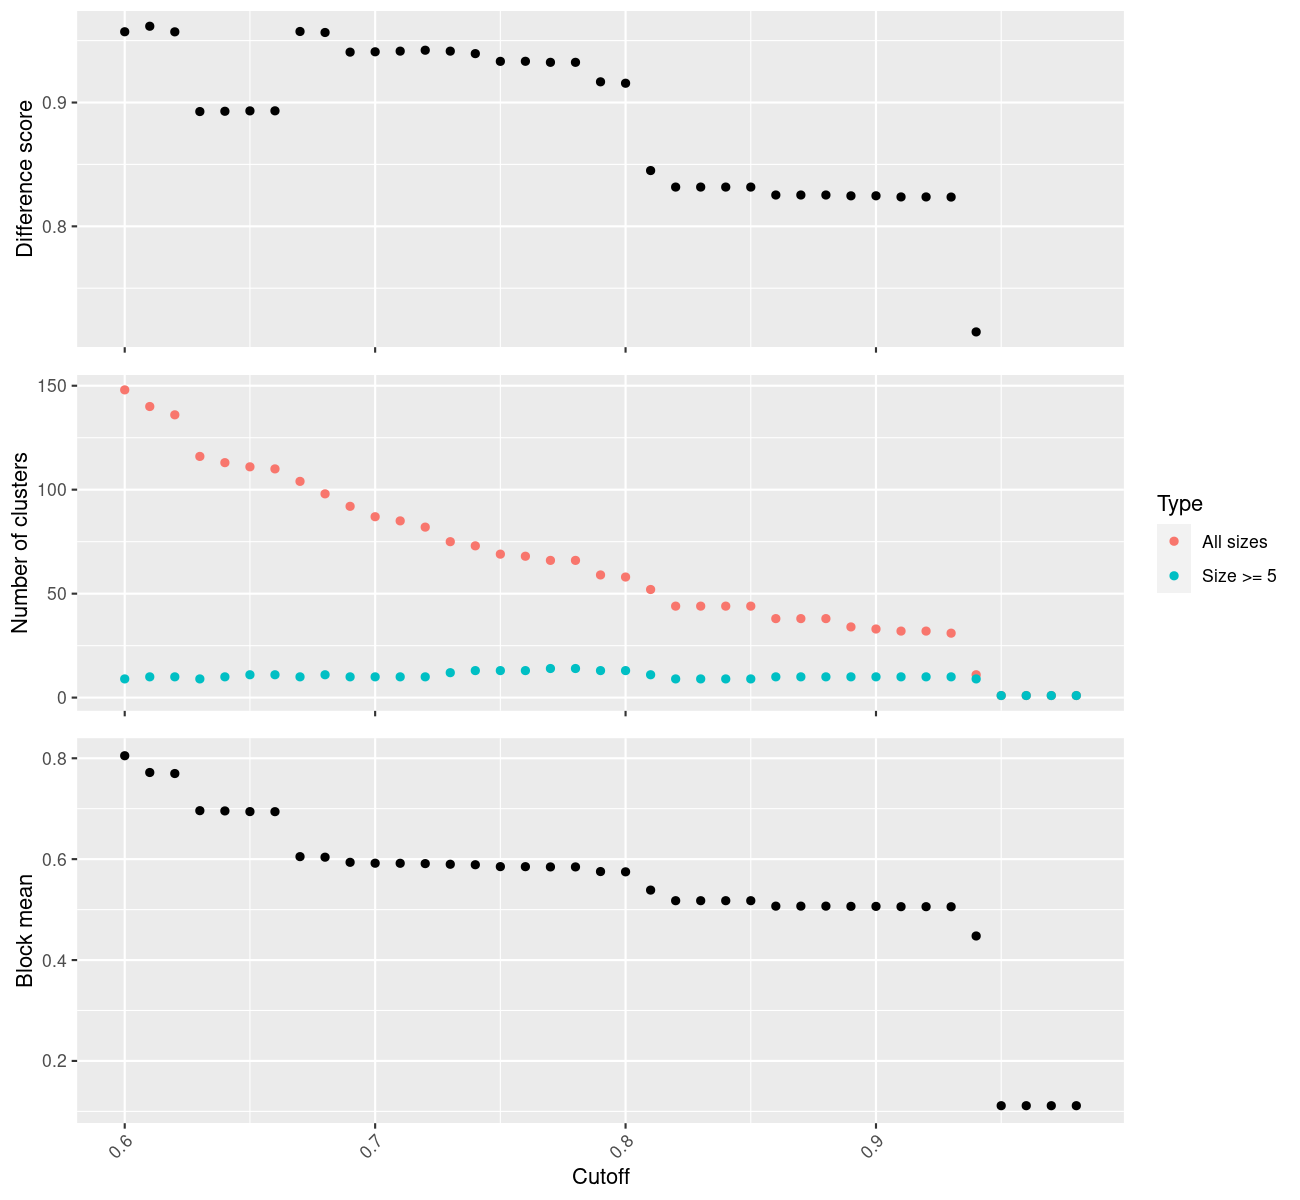 Difference score
0.9
0.8
Number of clusters
150
100
50
0
Type
All sizes
Size >= 5
Block mean
0.8
0.6
0.4
0.2
0.6
0.7
0.8
0.9
Cutoff